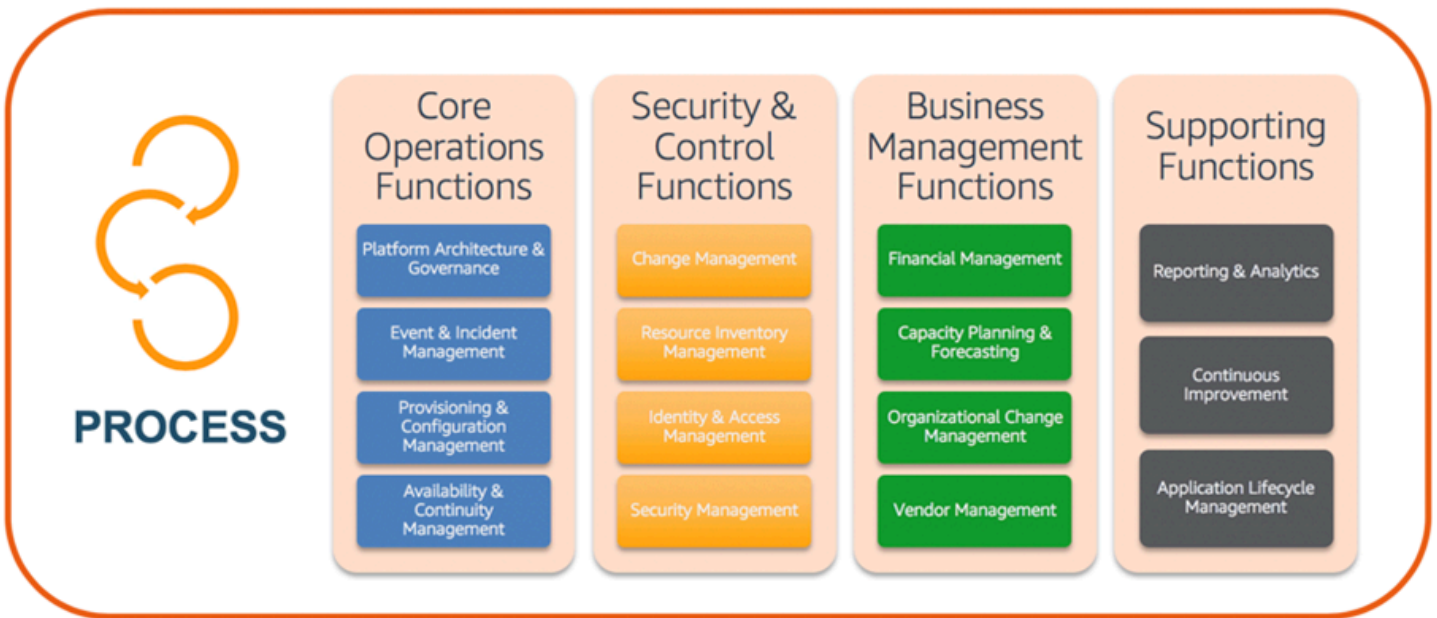 PROCESS
Core
Operations
Functions
Platform Architecture &
Governance
Event & Incident
Management
Provisioning &
Configuration
Management
Availability &
Continuity
Management
Security &
Control
Functions
Change Management
Resource Inventory
Management
Identity & Access
Management
Security Management
Business
Management
Functions
Financial Management
Capacity Planning &
Forecasting
Organizational Change
Management
Vendor Management
Supporting
Functions
Reporting & Analytics
Continuous
Improvement
Application Lifecycle
Management